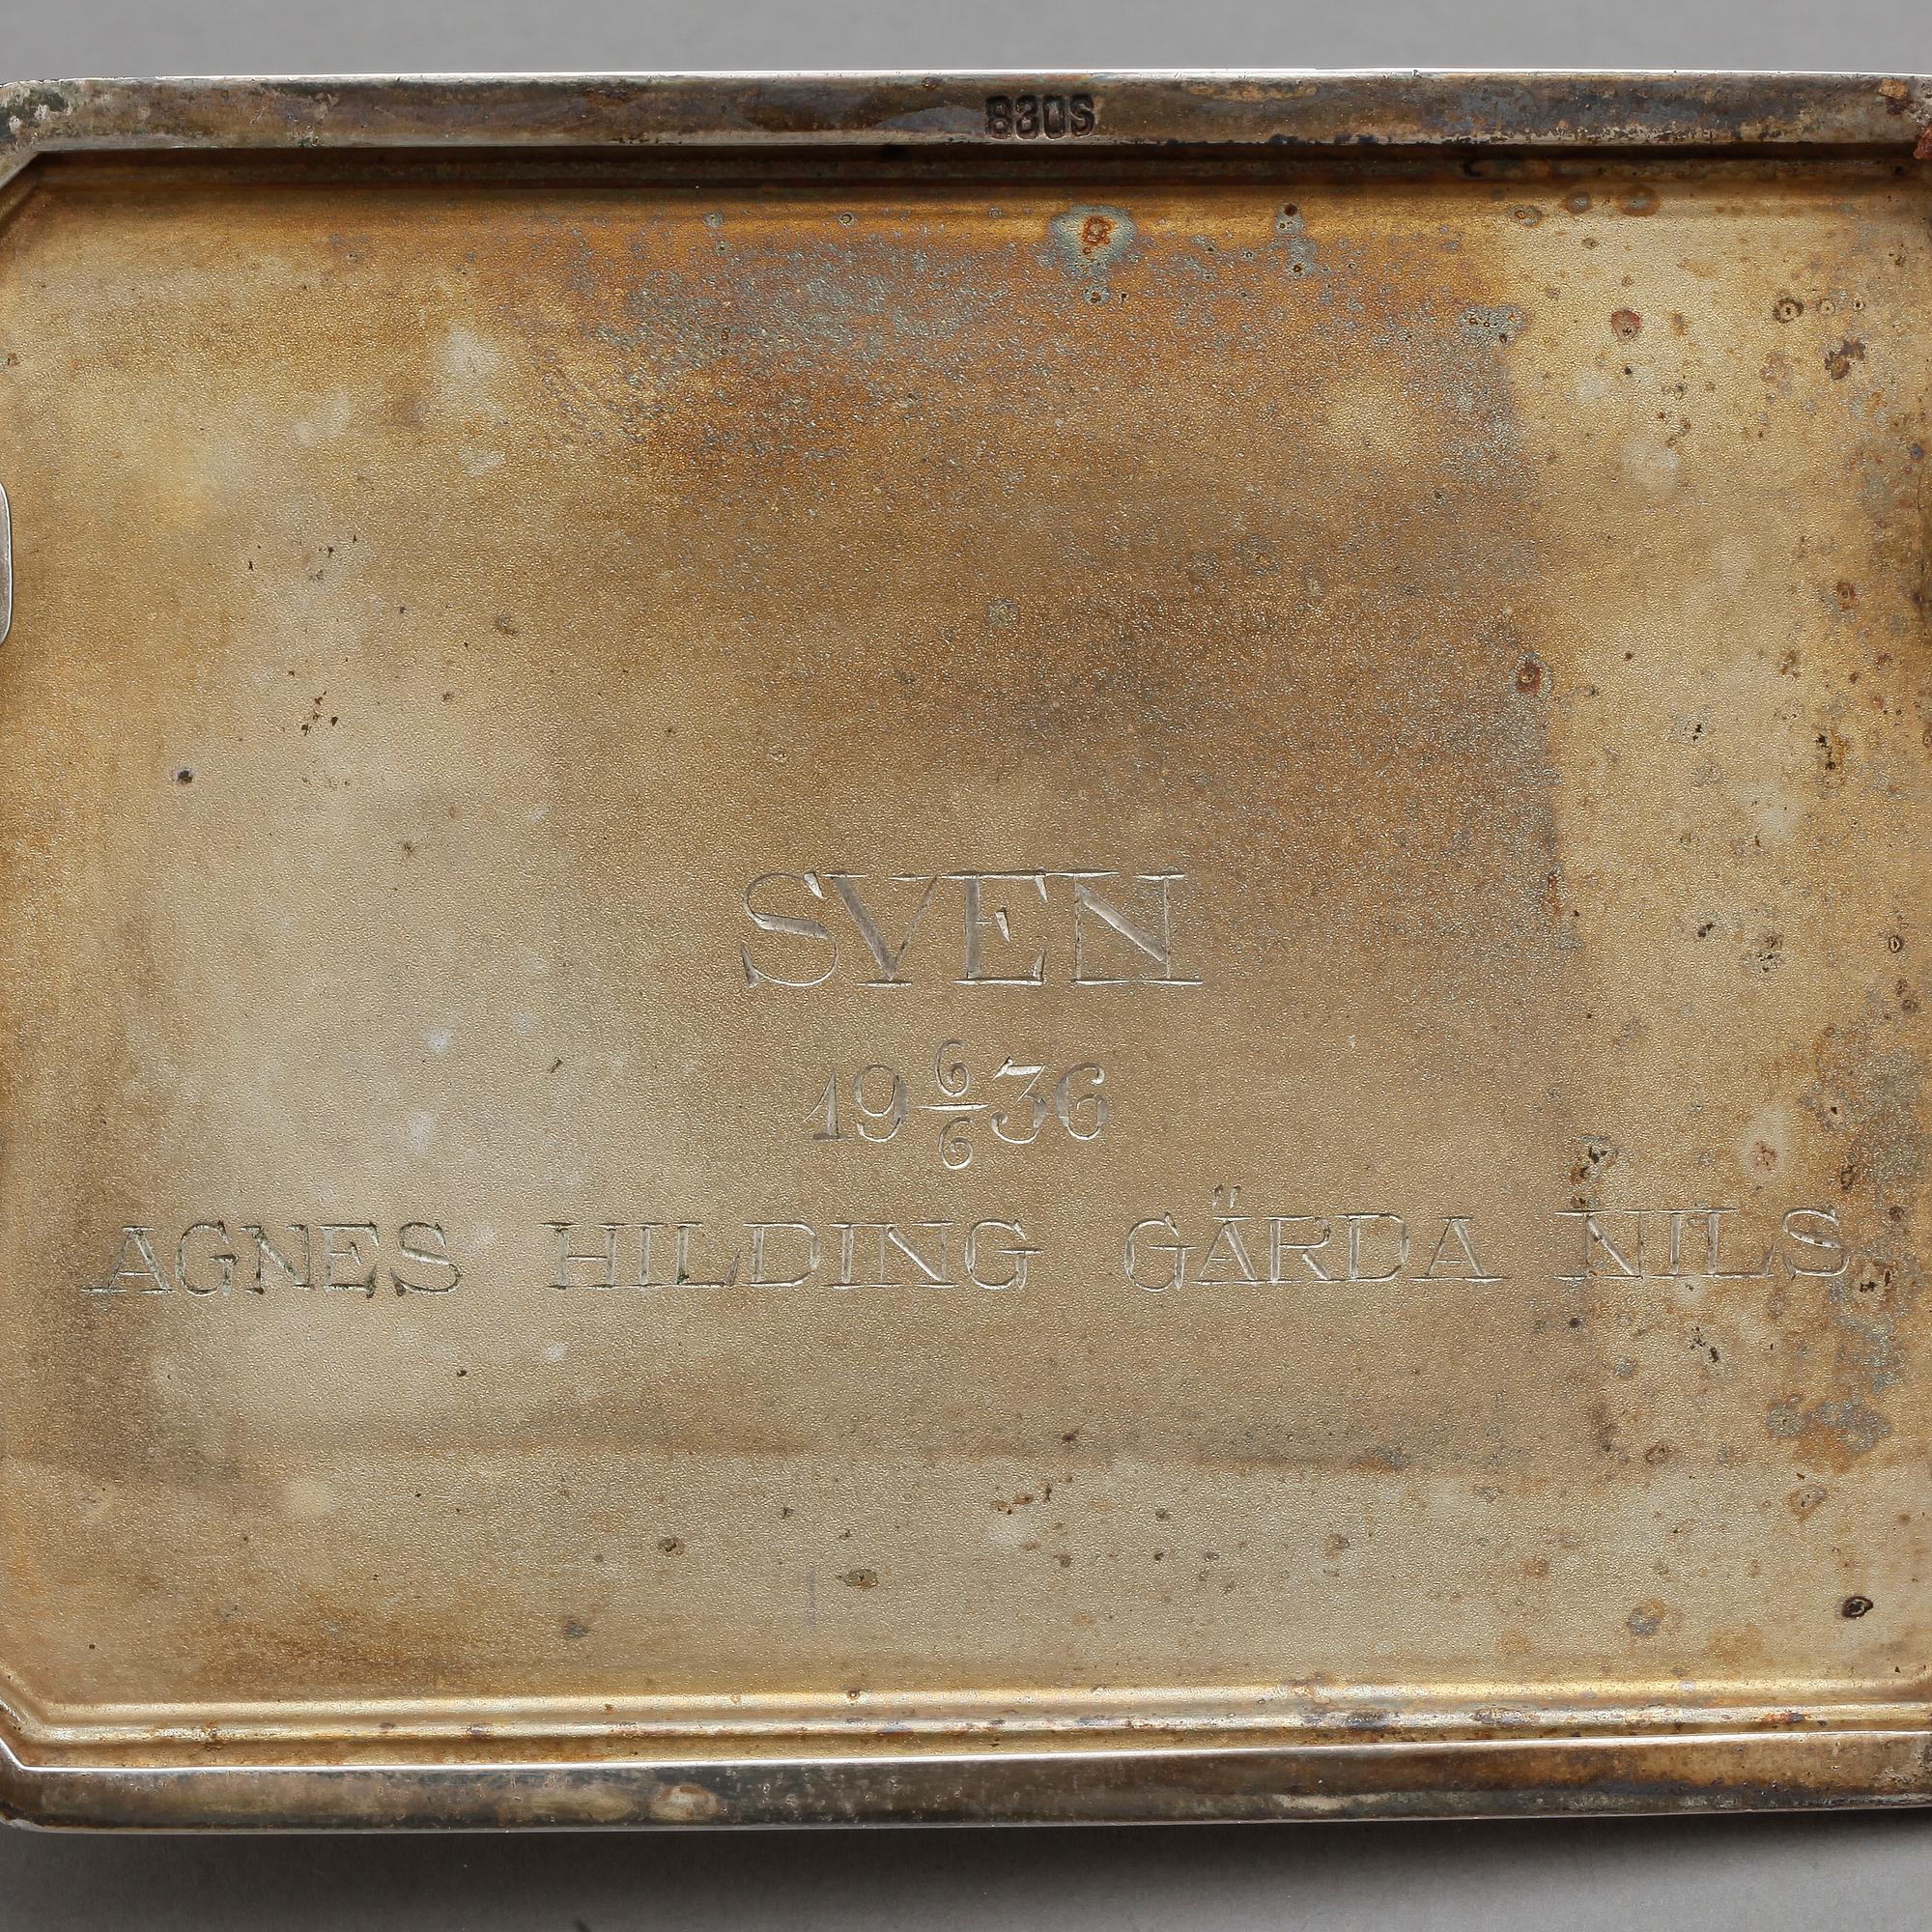 830S
SVEN
19 6/6 36
AGNES HILDING GÄRDA NILS